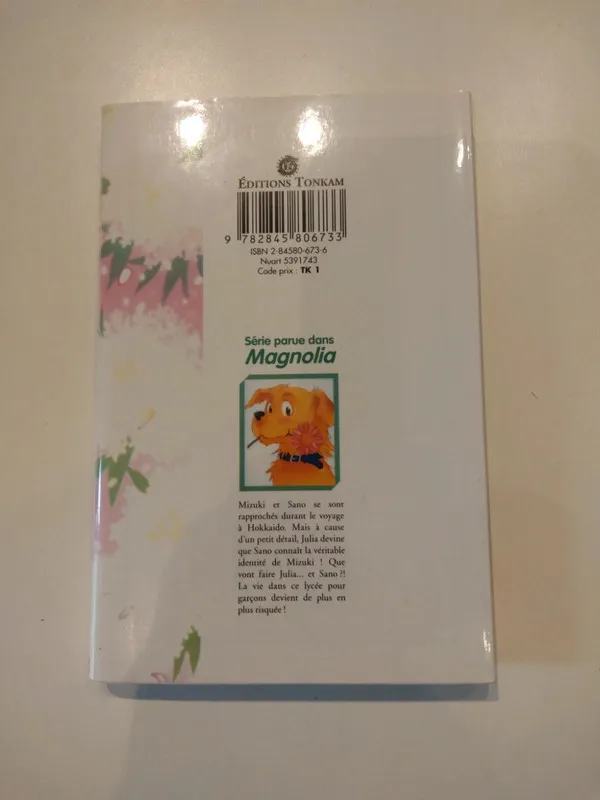 ÉDITIONS TONKAM
9 782845 806733
ISBN 2-84580-673-6
Nuart 5391743
Code prix : TK 1
Série parue dans
Magnolia
Mizuki et Sano se sont
rapprochés durant le voyage
à Hokkaido. Mais à cause
d'un petit détail, Julia devine
que Sano connaît la véritable
identité de Mizuki ! Que
vont faire Julia... et Sano ?!
La vie dans ce lycée pour
garçons devient de plus en
plus risquée !